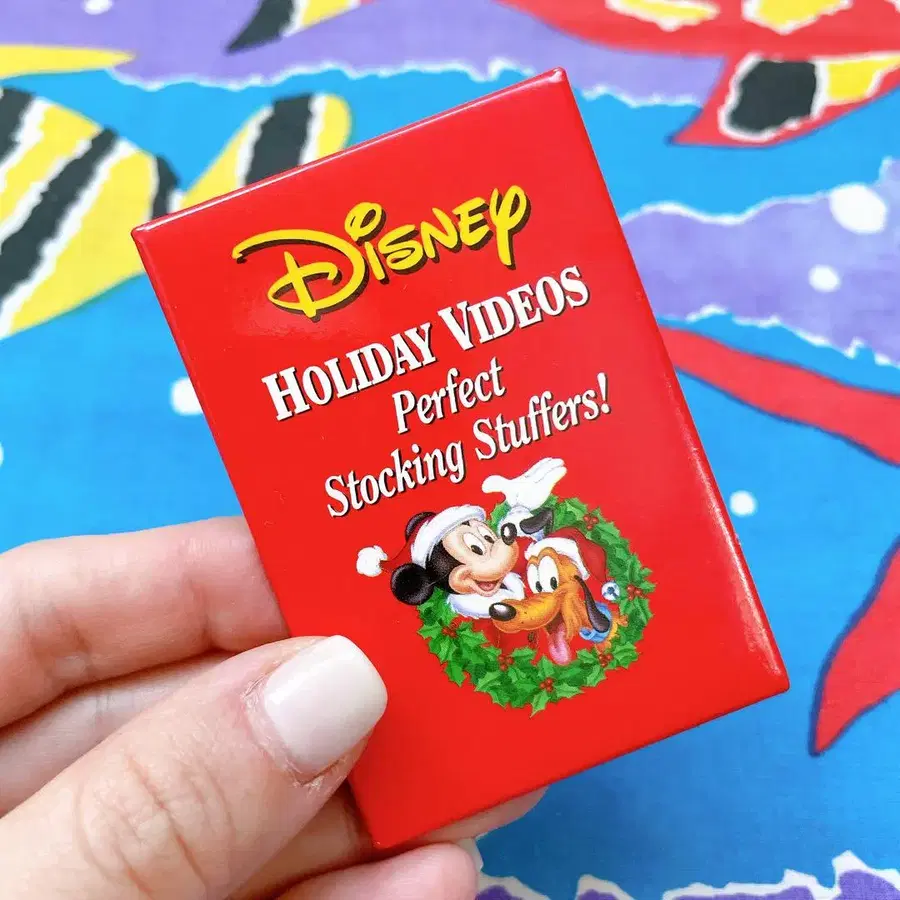 Disney
HOLIDAY VIDEOS
Perfect
Stocking Stuffers!